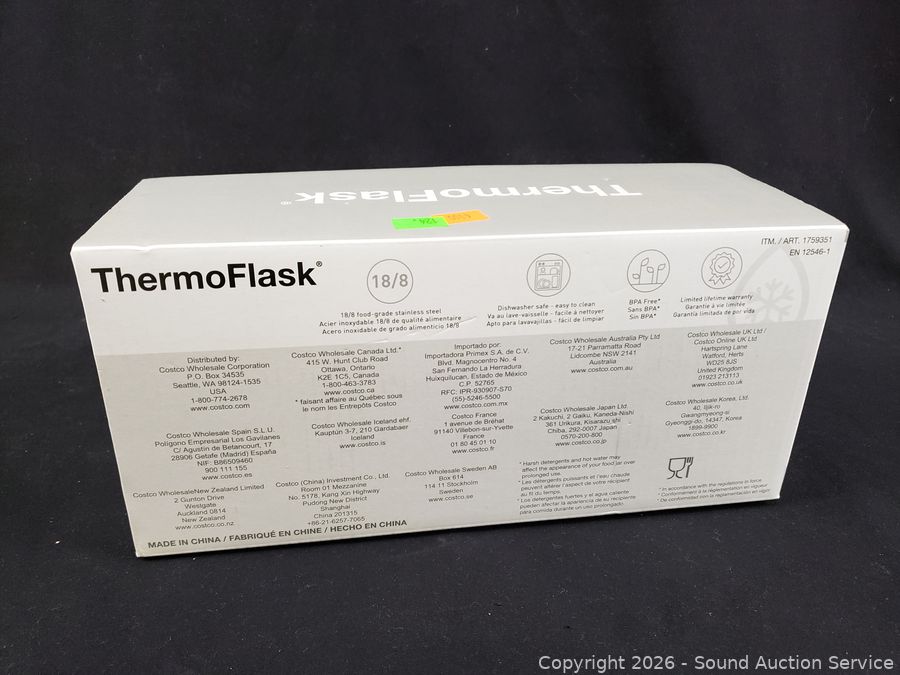 ThermoFlask®
124.
ThermoFlask®
18/8
18/8 food-grade stainless steel
Acier inoxydable 18/8 de qualité alimentaire
Acero inoxidable de grado alimenticio 18/8
Dishwasher safe - easy to clean
Va au lave-vaisselle - facile à nettoyer
Apto para lavavajillas - fácil de limpiar
BPA Free*
Sans BPA*
Sin BPA*
Limited lifetime warranty
Garantie à vie limitée
Garantía limitada de por vida
ITM. / ART. 1759351
EN 12546-1
Distributed by:
Costco Wholesale Corporation
P.O. Box 34535
Seattle, WA 98124-1535
USA
1-800-774-2678
www.costco.com
Costco Wholesale Canada Ltd.*
415 W. Hunt Club Road
Ottawa, Ontario
K2E 1C5, Canada
1-800-463-3783
www.costco.ca
* faisant affaire au Québec sous
le nom les Entrepôts Costco
Importado por:
Importadora Primex S.A. de C.V.
Blvd. Magnocentro No. 4
San Fernando La Herradura
Huixquilucan, Estado de México
C.P. 52765
RFC: IPR-930907-S70
(55)-5246-5500
www.costco.com.mx
Costco Wholesale Australia Pty Ltd
17-21 Parramatta Road
Lidcombe NSW 2141
Australia
www.costco.com.au
Costco Wholesale UK Ltd /
Costco Online UK Ltd
Hartspring Lane
Watford, Herts
WD25 8JS
United Kingdom
01923 213113
www.costco.co.uk
Costco Wholesale Spain S.L.U.
Polígono Empresarial Los Gavilanes
C/ Agustín de Betancourt, 17
28906 Getafe (Madrid) España
NIF: B86509460
900 111 155
www.costco.es
Costco Wholesale Iceland ehf.
Kauptún 3-7, 210 Gardabaer
Iceland
www.costco.is
Costco France
1 avenue de Bréhat
91140 Villebon-sur-Yvette
France
01 80 45 01 10
www.costco.fr
Costco Wholesale Japan Ltd.
2 Kakuchi, 2 Gaiku, Kaneda-Nishi
361 Urikura, Kisarazu shi
Chiba, 292-0007 Japan
0570-200-800
www.costco.co.jp
Costco Wholesale Korea, Ltd.
40, Iljik-ro
Gwangmyeong-si
Gyeonggi-do, 14347, Korea
1899-9900
www.costco.co.kr
Costco WholesaleNew Zealand Limited
2 Gunton Drive
Westgate
Auckland 0814
New Zealand
www.costco.co.nz
Costco (China) Investment Co., Ltd.
Room 01 Mezzanine
No. 5178, Kang Xin Highway
Pudong New District
Shanghai
China 201315
+86-21-6257-7065
Costco Wholesale Sweden AB
Box 614
114 11 Stockholm
Sweden
www.costco.se
* Harsh detergents and hot water may
affect the appearance of your food jar over
prolonged use.
* Les détergents puissants et l'eau chaude
peuvent altérer l'aspect de votre récipient
au fil du temps.
* Los detergentes fuertes y el agua caliente
pueden afectar la apariencia de su recipiente
para comida durante un uso prolongado.
* In accordance with the regulations in force
* Conformément à la réglementation en vigueur
* De conformidad con la reglamentación en vigor
MADE IN CHINA / FABRIQUÉ EN CHINE / HECHO EN CHINA
Copyright 2026 - Sound Auction Service